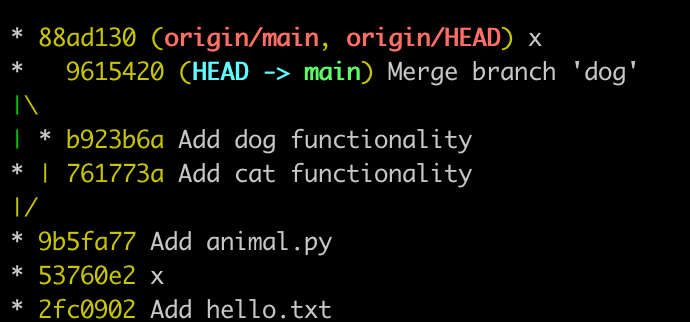 * 88ad130 (origin/main, origin/HEAD) x
*   9615420 (HEAD -> main) Merge branch 'dog'
|\
| * b923b6a Add dog functionality
* | 761773a Add cat functionality
|/
* 9b5fa77 Add animal.py
* 53760e2 x
* 2fc0902 Add hello.txt